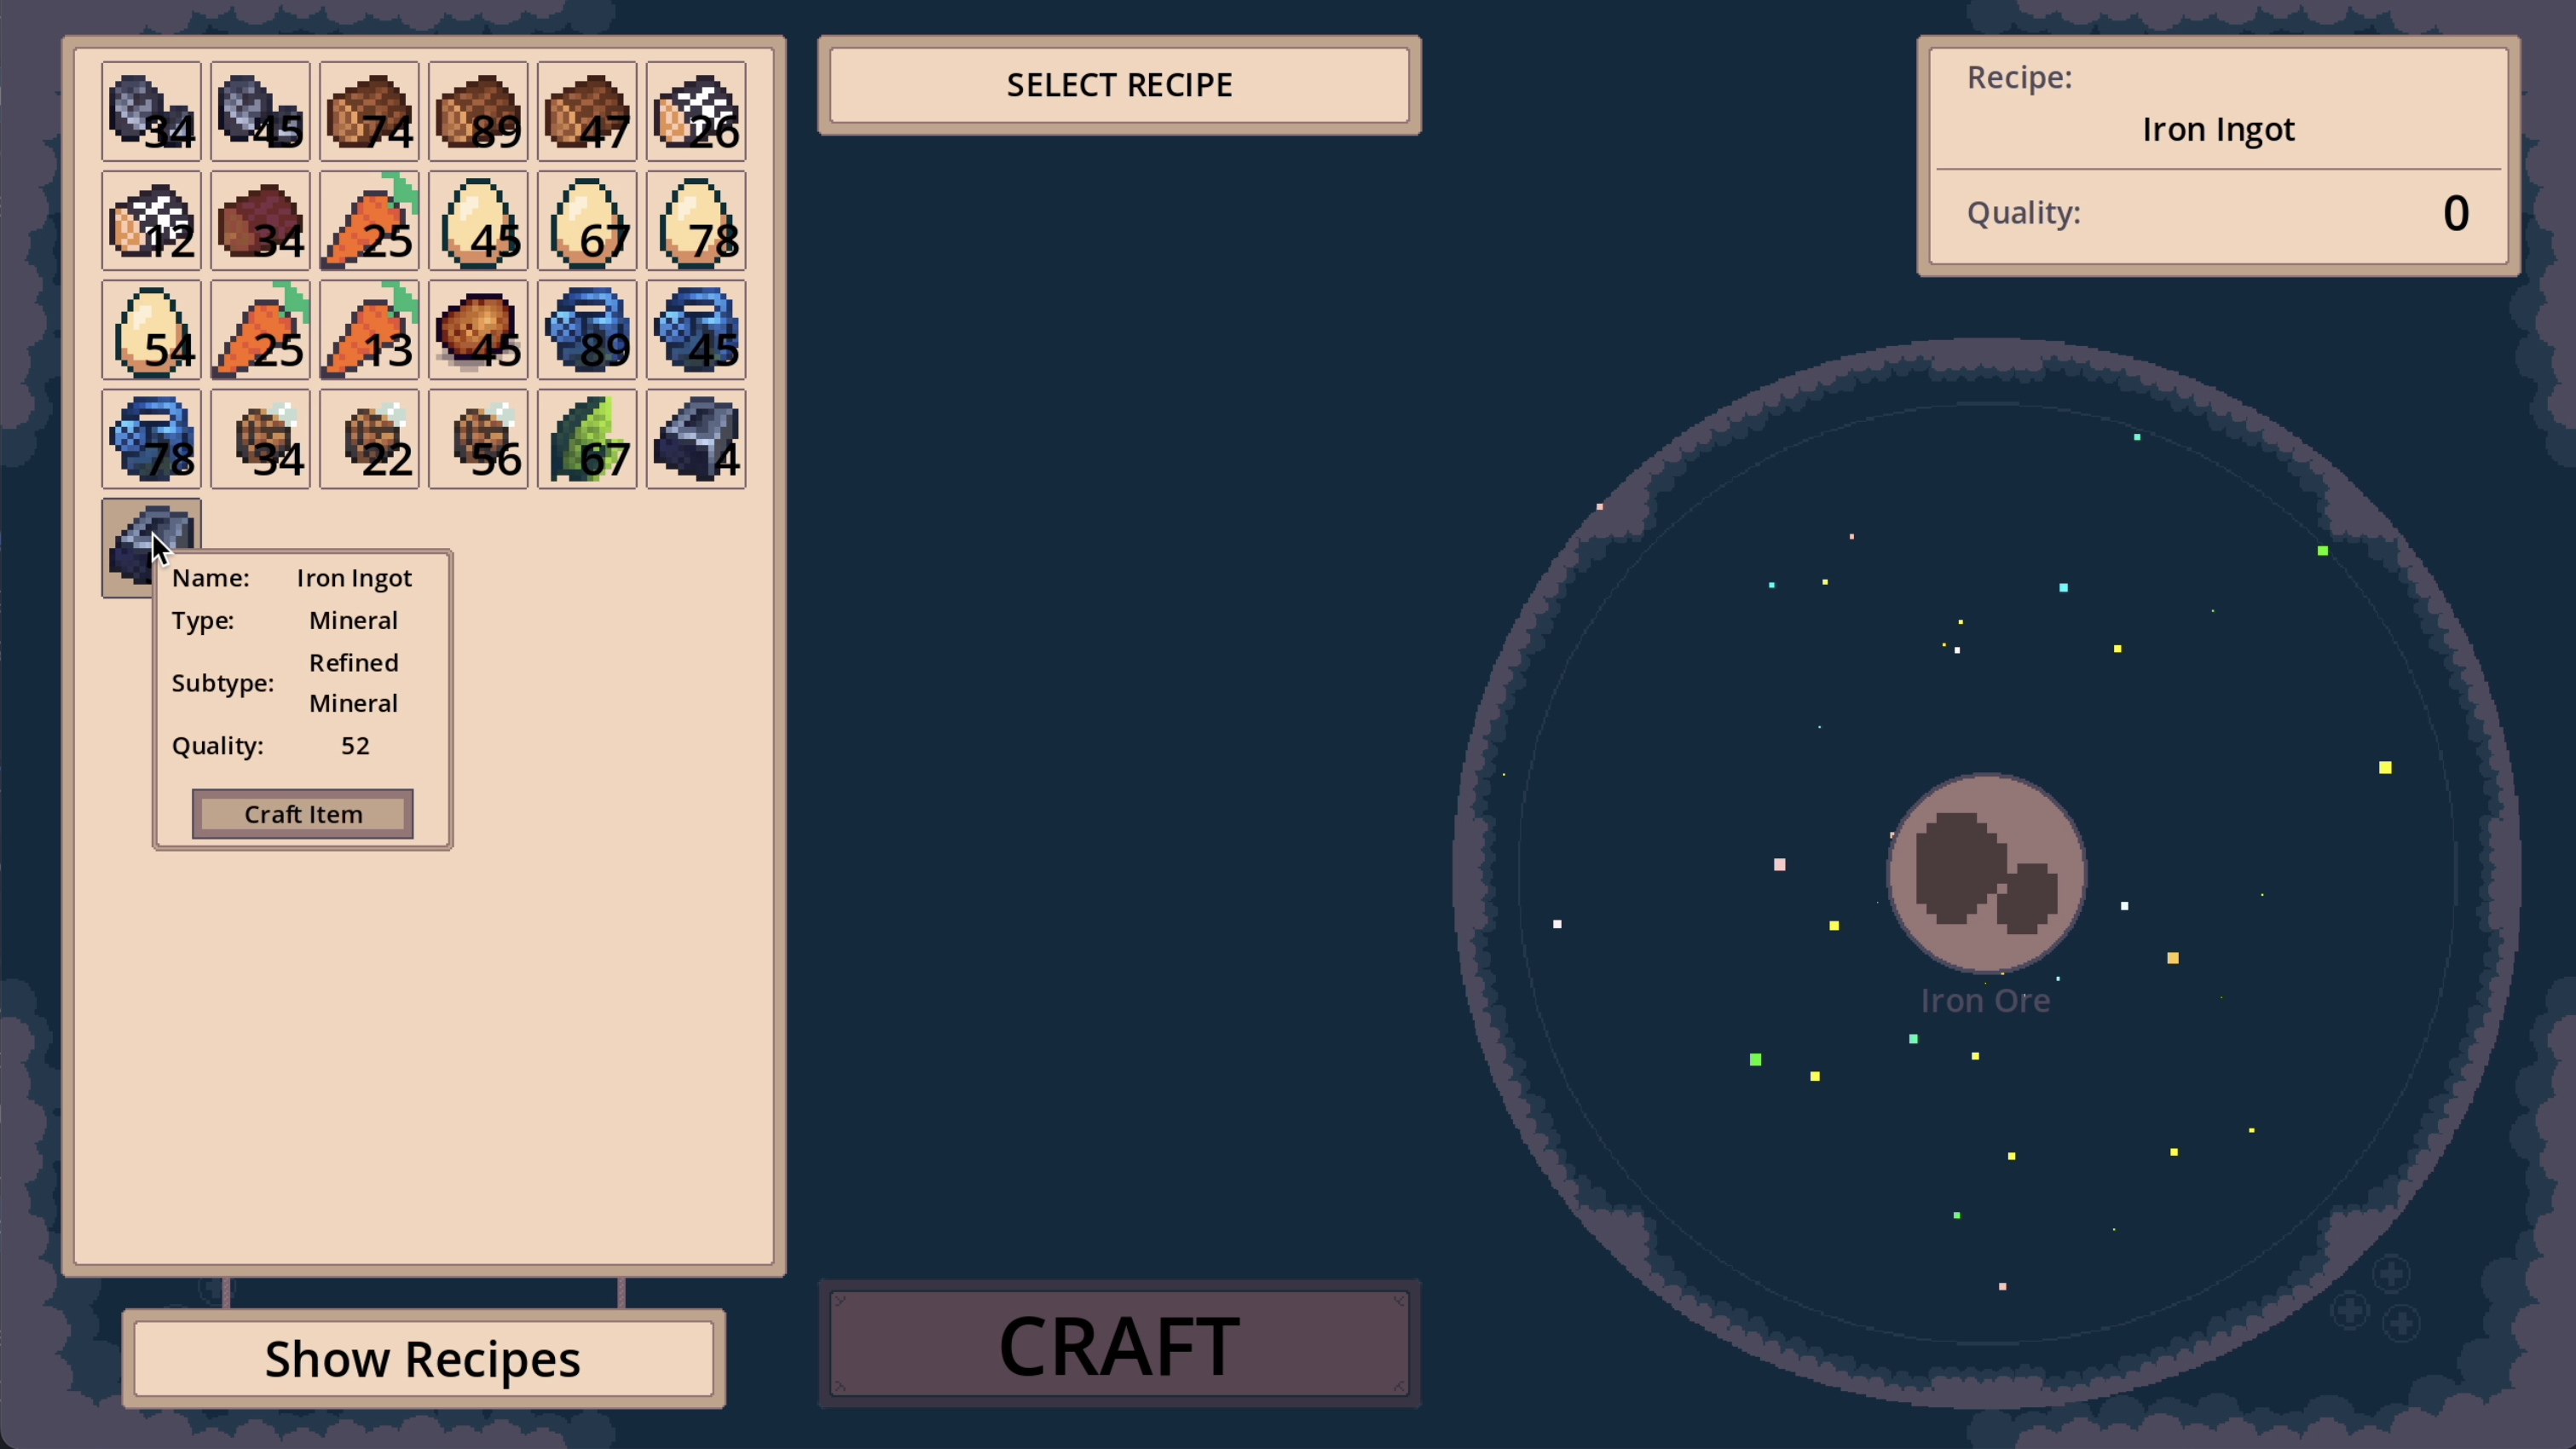 34 45 74 89 47 26
12 34 25 45 67 78
54 25 13 45 89 45
78 34 22 56 67 4
Name: Iron Ingot
Type: Mineral
Subtype: Refined
Mineral
Quality: 52
Craft Item
Show Recipes
SELECT RECIPE
CRAFT
Recipe:
Iron Ingot
Quality: 0
Iron Ore